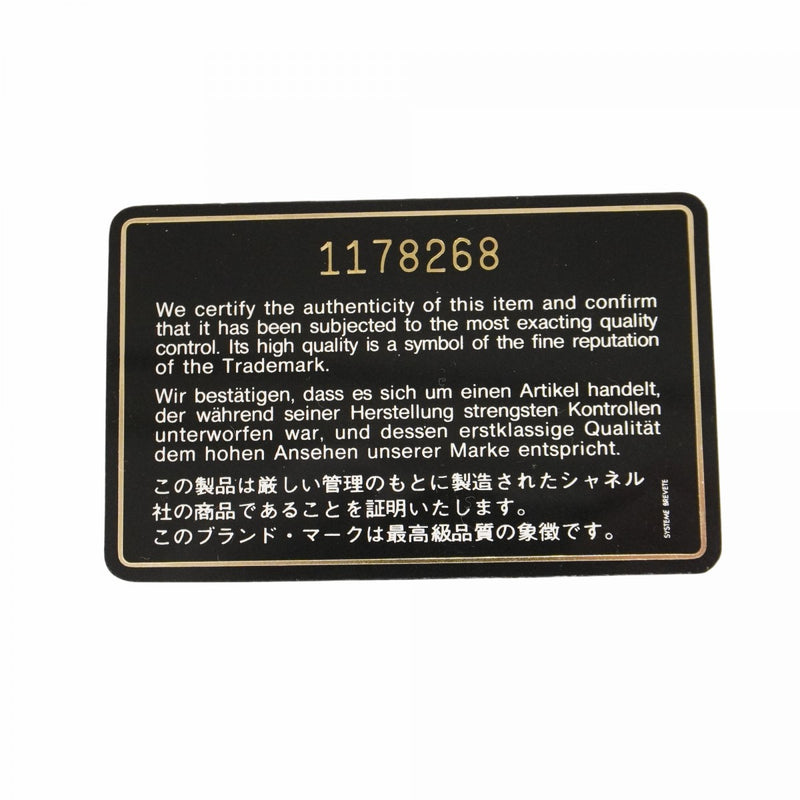 1178268
We certify the authenticity of this item and confirm
that it has been subjected to the most exacting quality
control. Its high quality is a symbol of the fine reputation
of the Trademark.
Wir bestätigen, dass es sich um einen Artikel handelt,
der während seiner Herstellung strengsten Kontrollen
unterworfen war, und dessen erstklassige Qualität
dem hohen Ansehen unserer Marke entspricht.
この製品は厳しい管理のもとに製造されたシャネル
社の商品であることを証明いたします。
このブランド・マークは最高級品質の象徴です。
SYSTEME BREVETE